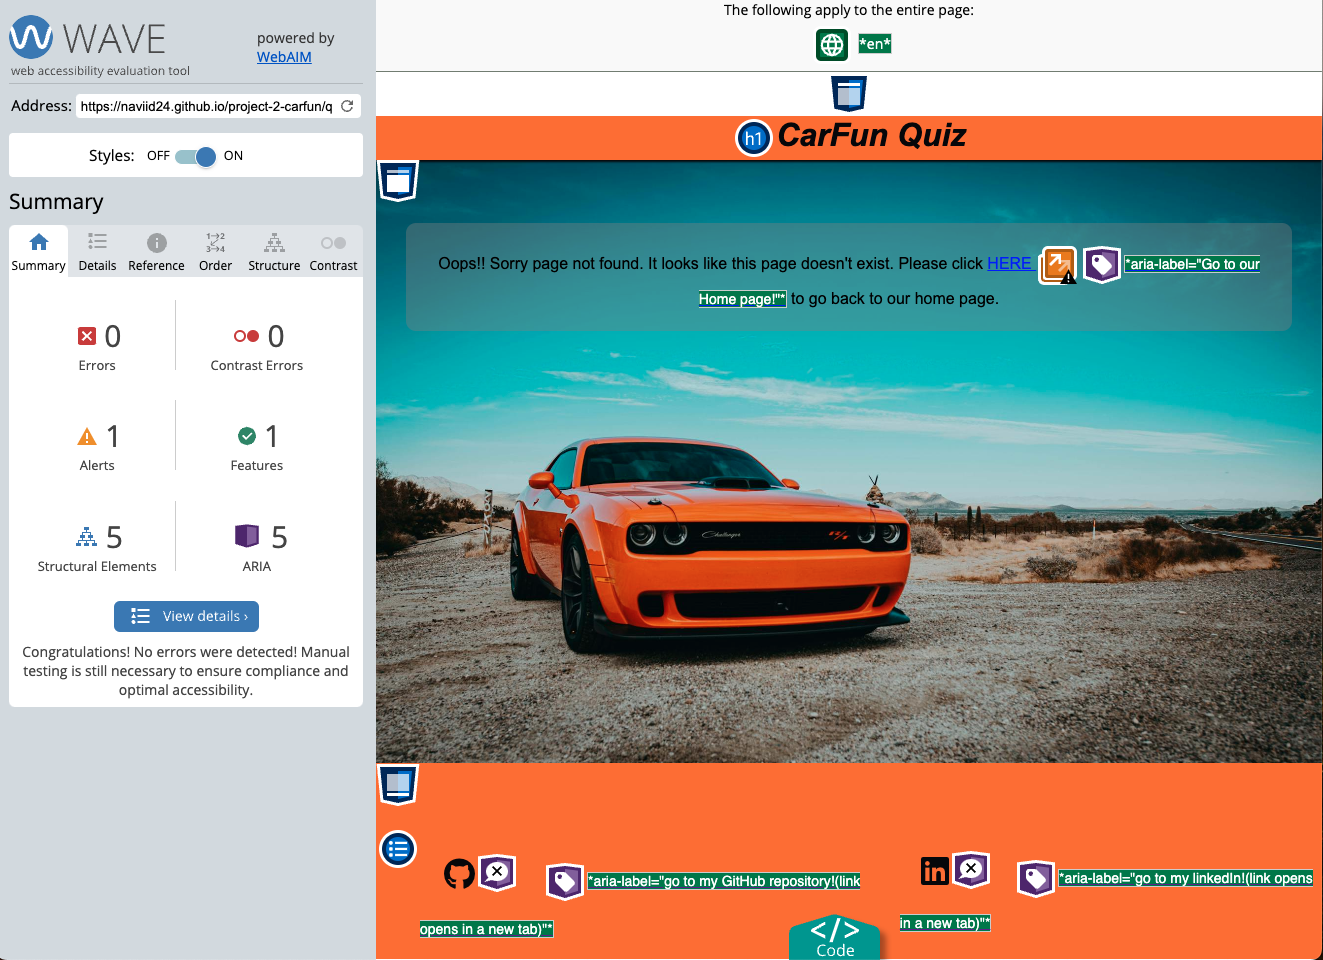 WAVE
web accessibility evaluation tool
powered by
WebAIM
Address: https://naviid24.github.io/project-2-carfun/q
Styles: OFF ON
Summary
Summary Details Reference Order Structure Contrast
0 Errors
0 Contrast Errors
1 Alerts
1 Features
5 Structural Elements
5 ARIA
View details ›
Congratulations! No errors were detected! Manual
testing is still necessary to ensure compliance and
optimal accessibility.
The following apply to the entire page:
*en*
h1 CarFun Quiz
Oops!! Sorry page not found. It looks like this page doesn't exist. Please click HERE *aria-label="Go to our
Home page!"* to go back to our home page.
Challenger
*aria-label="go to my GitHub repository!(link
opens in a new tab)"*
*aria-label="go to my linkedIn!(link opens
in a new tab)"*
</> Code